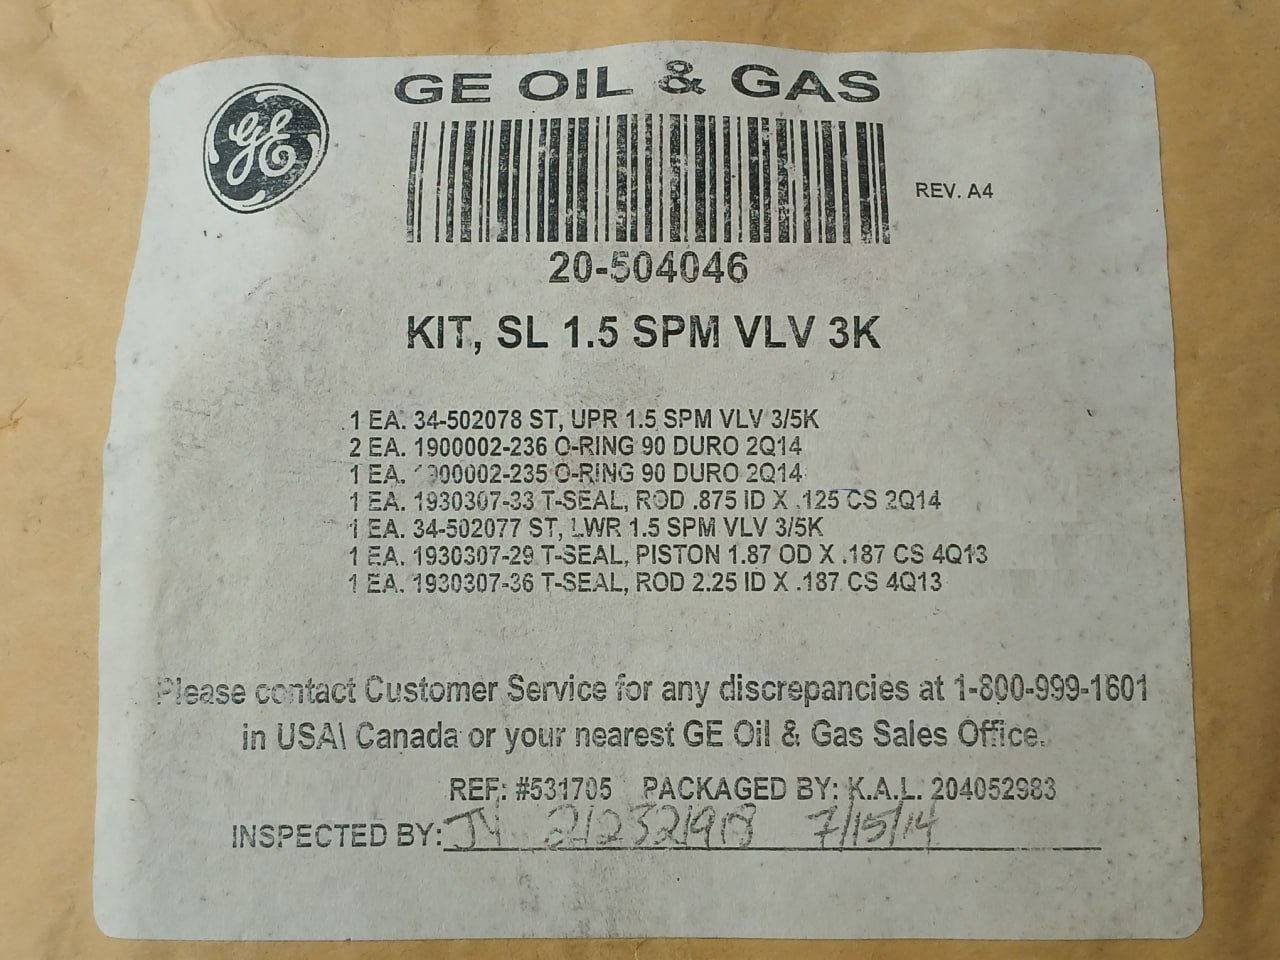 GE OIL & GAS
GE
REV. A4
20-504046
KIT, SL 1.5 SPM VLV 3K
1 EA. 34-502078 ST, UPR 1.5 SPM VLV 3/5K
2 EA. 1900002-236 O-RING 90 DURO 2Q14
1 EA. 1900002-235 O-RING 90 DURO 2Q14
1 EA. 1930307-33 T-SEAL, ROD .875 ID X .125 CS 2Q14
1 EA. 34-502077 ST, LWR 1.5 SPM VLV 3/5K
1 EA. 1930307-29 T-SEAL, PISTON 1.87 OD X .187 CS 4Q13
1 EA. 1930307-36 T-SEAL, ROD 2.25 ID X .187 CS 4Q13
Please contact Customer Service for any discrepancies at 1-800-999-1601
in USA\ Canada or your nearest GE Oil & Gas Sales Office.
REF: #531705 PACKAGED BY: K.A.L. 204052983
INSPECTED BY: JY 7/15/14